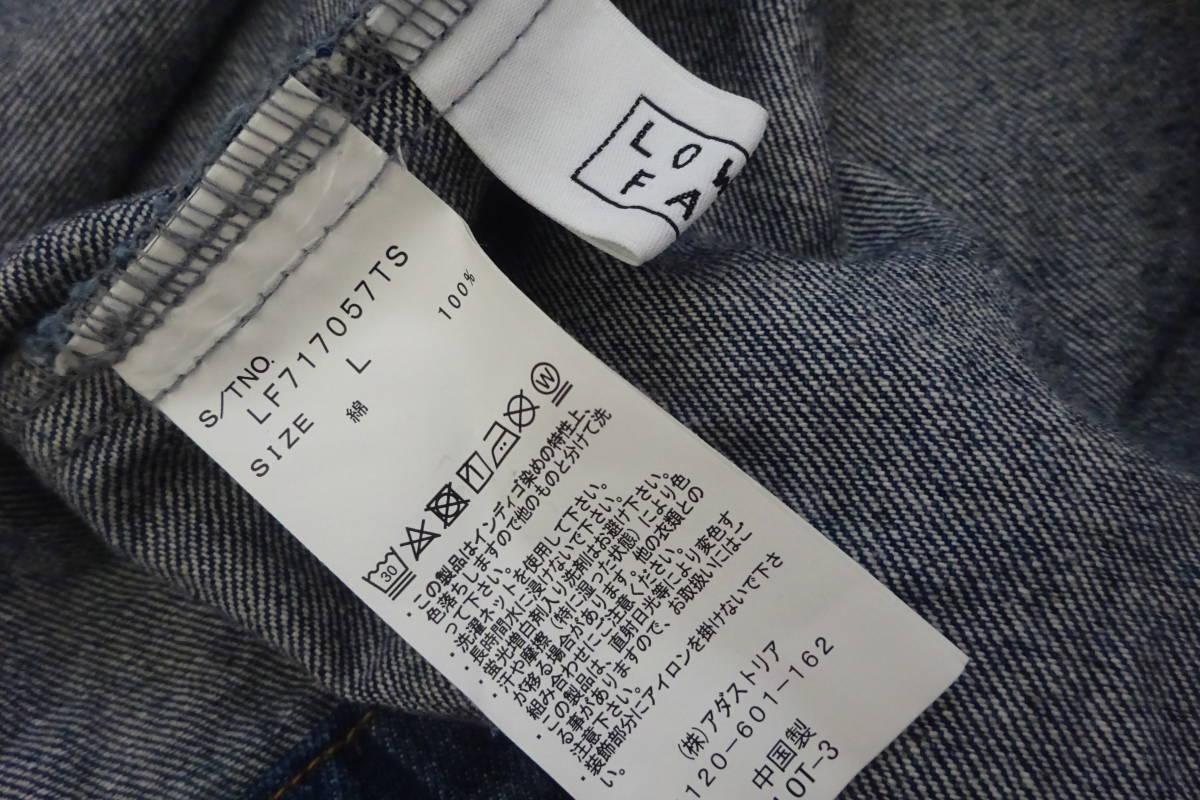 LOW
FA
S/TNO.
LF717057TS
SIZE L
綿 100%
30
W
・この製品はインディゴ染めの特性上、
色落ちしますので他のものと分けて洗
って下さい。
・洗濯ネットを使用して下さい。
・長時間水に浸けないで下さい。
・蛍光増白剤入り洗剤はお避け下さい。
・汗や摩擦(特に湿った状態)により色
が移る場合があります。他の衣類との
組み合わせにご注意ください。
・この製品は、直射日光等により変色す
る事がありますので、お取扱いにはご
注意下さい。
・装飾部分にアイロンを掛けないで下さ
い。
(株)アダストリア
120-601-162
中国製
0T-3